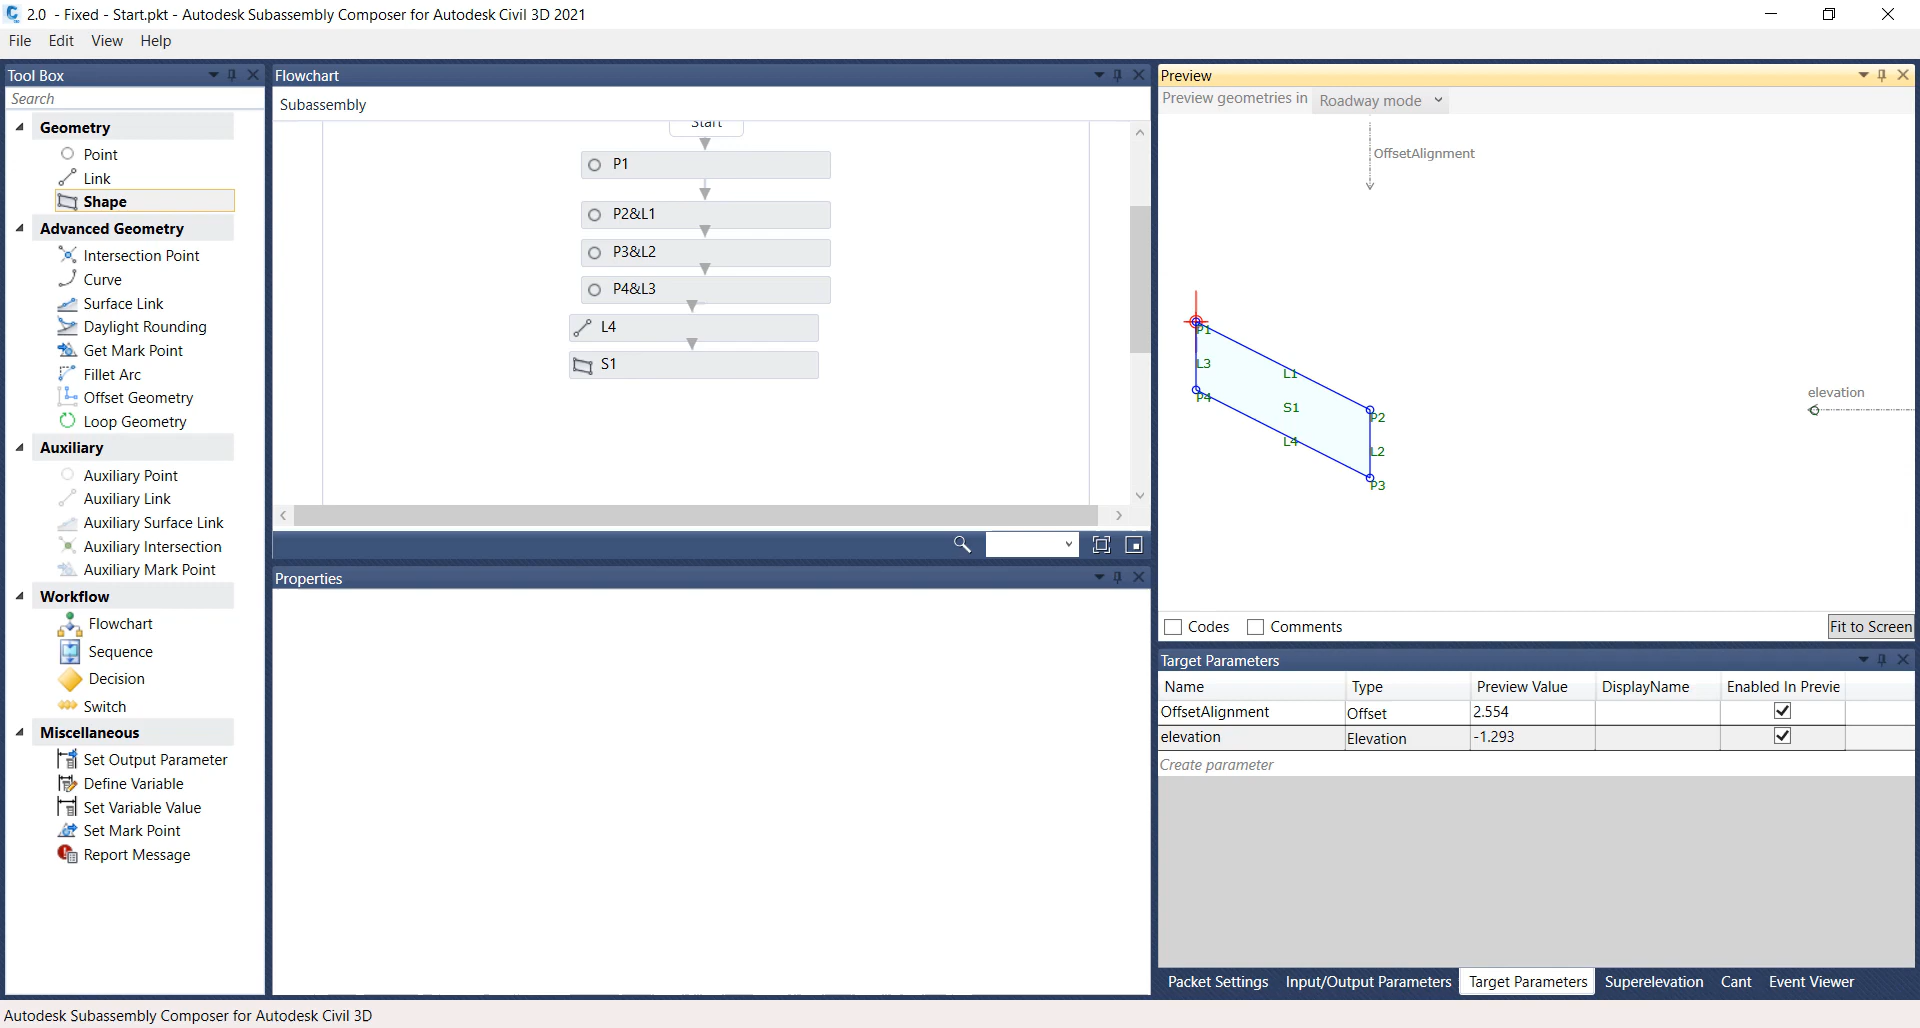 2.0 - Fixed - Start.pkt - Autodesk Subassembly Composer for Autodesk Civil 3D 2021
File Edit View Help
Tool Box
Search
Geometry
Point
Link
Shape
Advanced Geometry
Intersection Point
Curve
Surface Link
Daylight Rounding
Get Mark Point
Fillet Arc
Offset Geometry
Loop Geometry
Auxiliary
Auxiliary Point
Auxiliary Link
Auxiliary Surface Link
Auxiliary Intersection
Auxiliary Mark Point
Workflow
Flowchart
Sequence
Decision
Switch
Miscellaneous
Set Output Parameter
Define Variable
Set Variable Value
Set Mark Point
Report Message
Flowchart
Subassembly
Start
P1
P2&L1
P3&L2
P4&L3
L4
S1
Properties
Preview
Preview geometries in Roadway mode
OffsetAlignment
P1
L3
L1
P4
S1
P2
L4
L2
P3
elevation
Codes Comments Fit to Screen
Target Parameters
Name Type Preview Value DisplayName Enabled In Previe
OffsetAlignment Offset 2.554
elevation Elevation -1.293
Create parameter
Packet Settings Input/Output Parameters Target Parameters Superelevation Cant Event Viewer
Autodesk Subassembly Composer for Autodesk Civil 3D